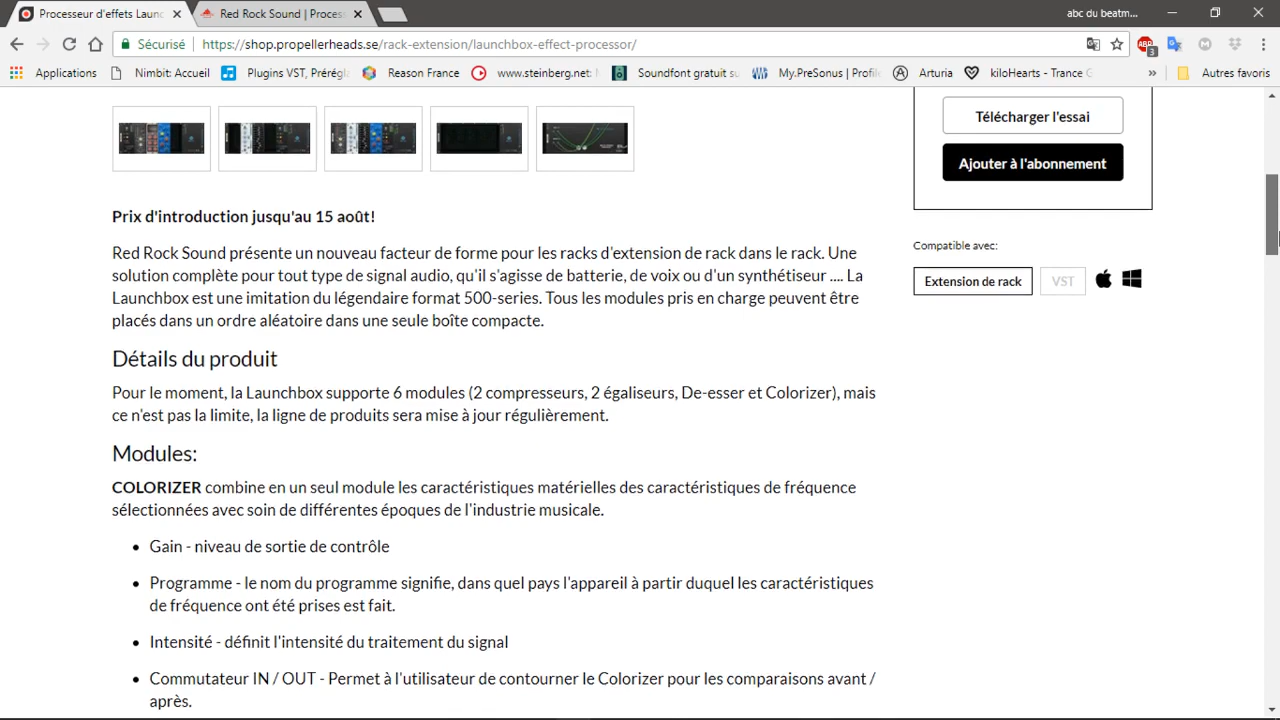 Processeur d'effets Laun
Red Rock Sound | Process
abc du beatm...
Sécurisé
https://shop.propellerheads.se/rack-extension/launchbox-effect-processor/
ABP
3
Applications
Nimbit: Accueil
Plugins VST, Prérégl
Reason France
www.steinberg.net:
Soundfont gratuit su
My.PreSonus | Profile
Arturia
kiloHearts - Trance G
»
Autres favoris
Télécharger l'essai
Ajouter à l'abonnement
Prix d'introduction jusqu'au 15 août!
Compatible avec:
Red Rock Sound présente un nouveau facteur de forme pour les racks d'extension de rack dans le rack. Une
solution complète pour tout type de signal audio, qu'il s'agisse de batterie, de voix ou d'un synthétiseur .... La
Extension de rack
VST
Launchbox est une imitation du légendaire format 500-series. Tous les modules pris en charge peuvent être
placés dans un ordre aléatoire dans une seule boîte compacte.
Détails du produit
Pour le moment, la Launchbox supporte 6 modules (2 compresseurs, 2 égaliseurs, De-esser et Colorizer), mais
ce n'est pas la limite, la ligne de produits sera mise à jour régulièrement.
Modules:
COLORIZER combine en un seul module les caractéristiques matérielles des caractéristiques de fréquence
sélectionnées avec soin de différentes époques de l'industrie musicale.
• Gain - niveau de sortie de contrôle
• Programme - le nom du programme signifie, dans quel pays l'appareil à partir duquel les caractéristiques
de fréquence ont été prises est fait.
• Intensité - définit l'intensité du traitement du signal
• Commutateur IN / OUT - Permet à l'utilisateur de contourner le Colorizer pour les comparaisons avant /
après.